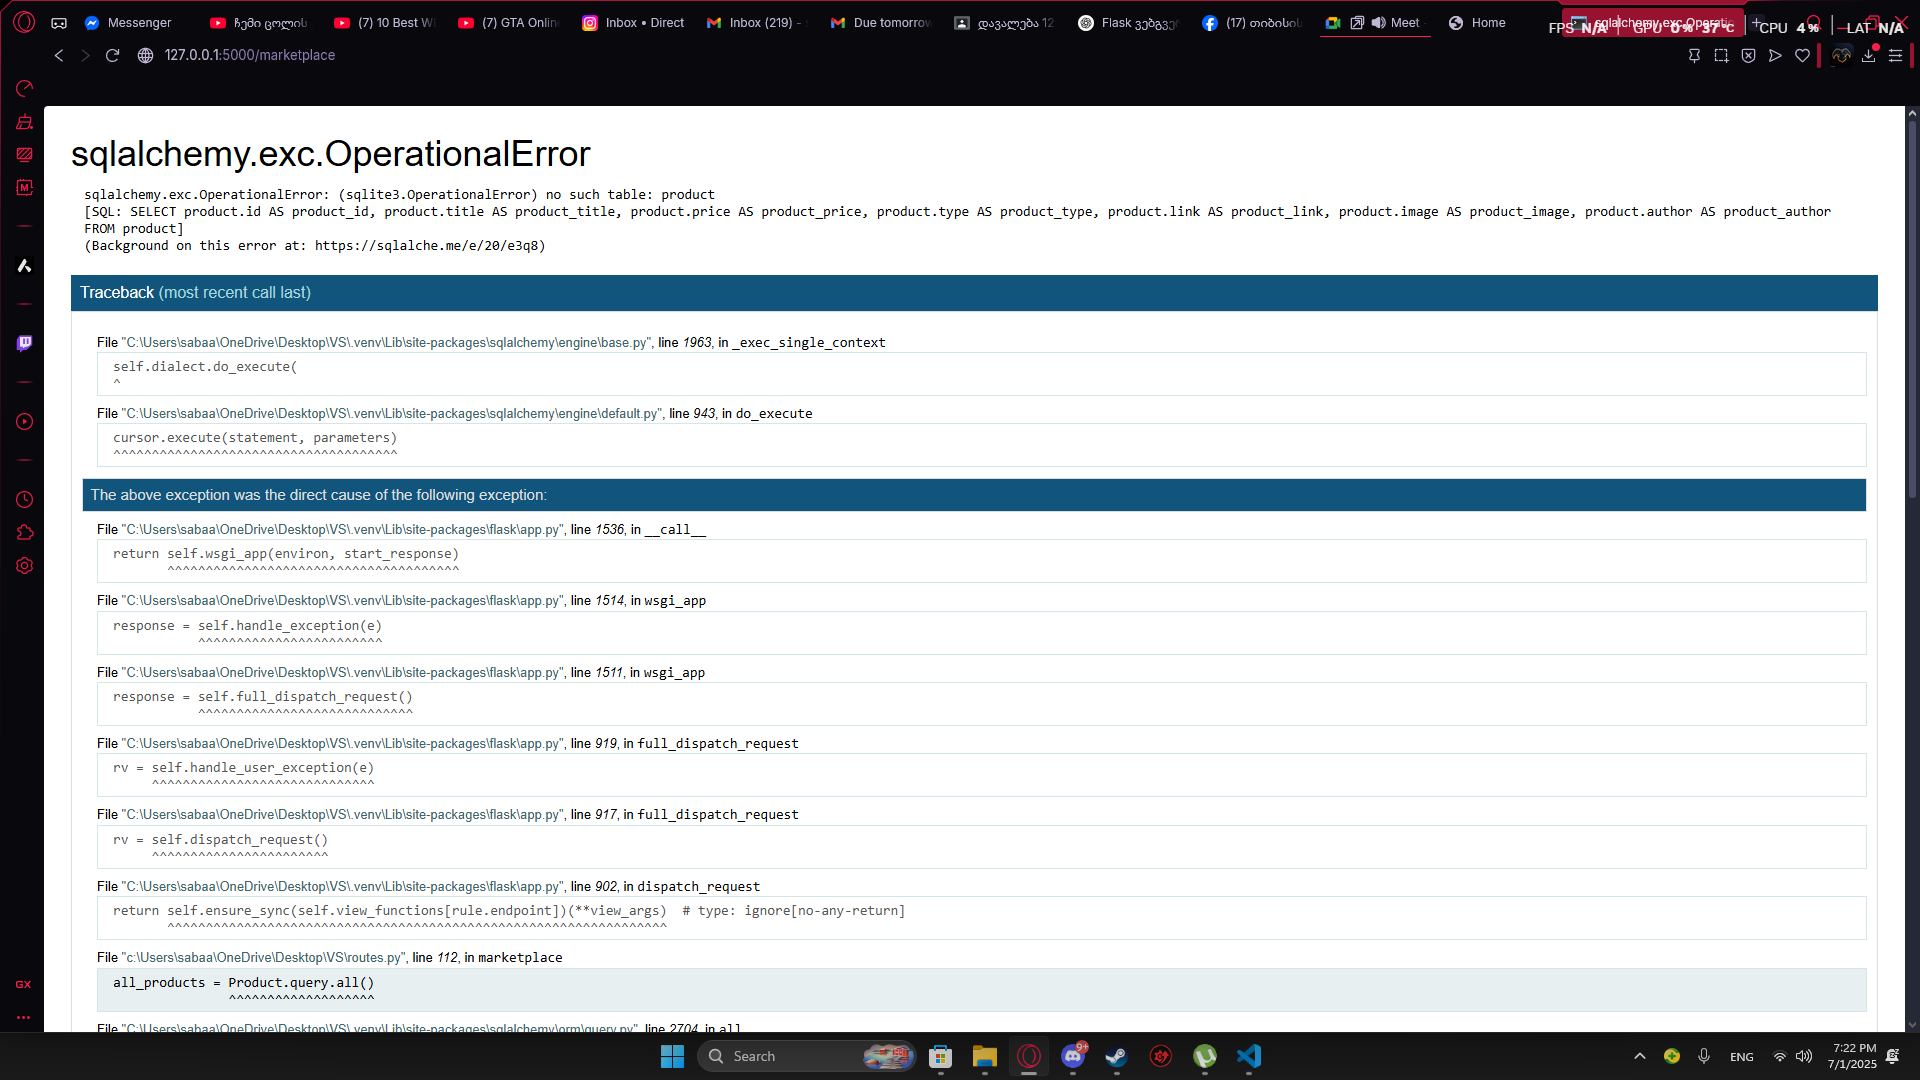 Messenger
ჩემი ცოლის
(7) 10 Best W
(7) GTA Onlin
Inbox • Direct
Inbox (219) -
Due tomorrow
დავალება 12
Flask ვებგვერ
(17) თიბისის
Meet
Home
sqlalchemy.exc.Operatio
FPS N/A | GPU 0% 37°C | CPU 4% | LAT N/A
127.0.0.1:5000/marketplace
sqlalchemy.exc.OperationalError
sqlalchemy.exc.OperationalError: (sqlite3.OperationalError) no such table: product
[SQL: SELECT product.id AS product_id, product.title AS product_title, product.price AS product_price, product.type AS product_type, product.link AS product_link, product.image AS product_image, product.author AS product_author
FROM product]
(Background on this error at: https://sqlalche.me/e/20/e3q8)
Traceback (most recent call last)
File "C:\Users\sabaa\OneDrive\Desktop\VS\.venv\Lib\site-packages\sqlalchemy\engine\base.py", line 1963, in _exec_single_context
self.dialect.do_execute(
^
File "C:\Users\sabaa\OneDrive\Desktop\VS\.venv\Lib\site-packages\sqlalchemy\engine\default.py", line 943, in do_execute
cursor.execute(statement, parameters)
^^^^^^^^^^^^^^^^^^^^^^^^^^^^^^^^^^^^^
The above exception was the direct cause of the following exception:
File "C:\Users\sabaa\OneDrive\Desktop\VS\.venv\Lib\site-packages\flask\app.py", line 1536, in __call__
return self.wsgi_app(environ, start_response)
^^^^^^^^^^^^^^^^^^^^^^^^^^^^^^^^^^^^^^
File "C:\Users\sabaa\OneDrive\Desktop\VS\.venv\Lib\site-packages\flask\app.py", line 1514, in wsgi_app
response = self.handle_exception(e)
^^^^^^^^^^^^^^^^^^^^^^^^
File "C:\Users\sabaa\OneDrive\Desktop\VS\.venv\Lib\site-packages\flask\app.py", line 1511, in wsgi_app
response = self.full_dispatch_request()
^^^^^^^^^^^^^^^^^^^^^^^^^^^^
File "C:\Users\sabaa\OneDrive\Desktop\VS\.venv\Lib\site-packages\flask\app.py", line 919, in full_dispatch_request
rv = self.handle_user_exception(e)
^^^^^^^^^^^^^^^^^^^^^^^^^^^^^
File "C:\Users\sabaa\OneDrive\Desktop\VS\.venv\Lib\site-packages\flask\app.py", line 917, in full_dispatch_request
rv = self.dispatch_request()
^^^^^^^^^^^^^^^^^^^^^^^
File "C:\Users\sabaa\OneDrive\Desktop\VS\.venv\Lib\site-packages\flask\app.py", line 902, in dispatch_request
return self.ensure_sync(self.view_functions[rule.endpoint])(**view_args)  # type: ignore[no-any-return]
^^^^^^^^^^^^^^^^^^^^^^^^^^^^^^^^^^^^^^^^^^^^^^^^^^^^^^^^^^^^^^^^^
File "c:\Users\sabaa\OneDrive\Desktop\VS\routes.py", line 112, in marketplace
all_products = Product.query.all()
^^^^^^^^^^^^^^^^^^^
File "C:\Users\sabaa\OneDrive\Desktop\VS\.venv\Lib\site-packages\sqlalchemy\orm\query.py", line 2704, in all
GX
Search
9+
ENG
7:22 PM
7/1/2025